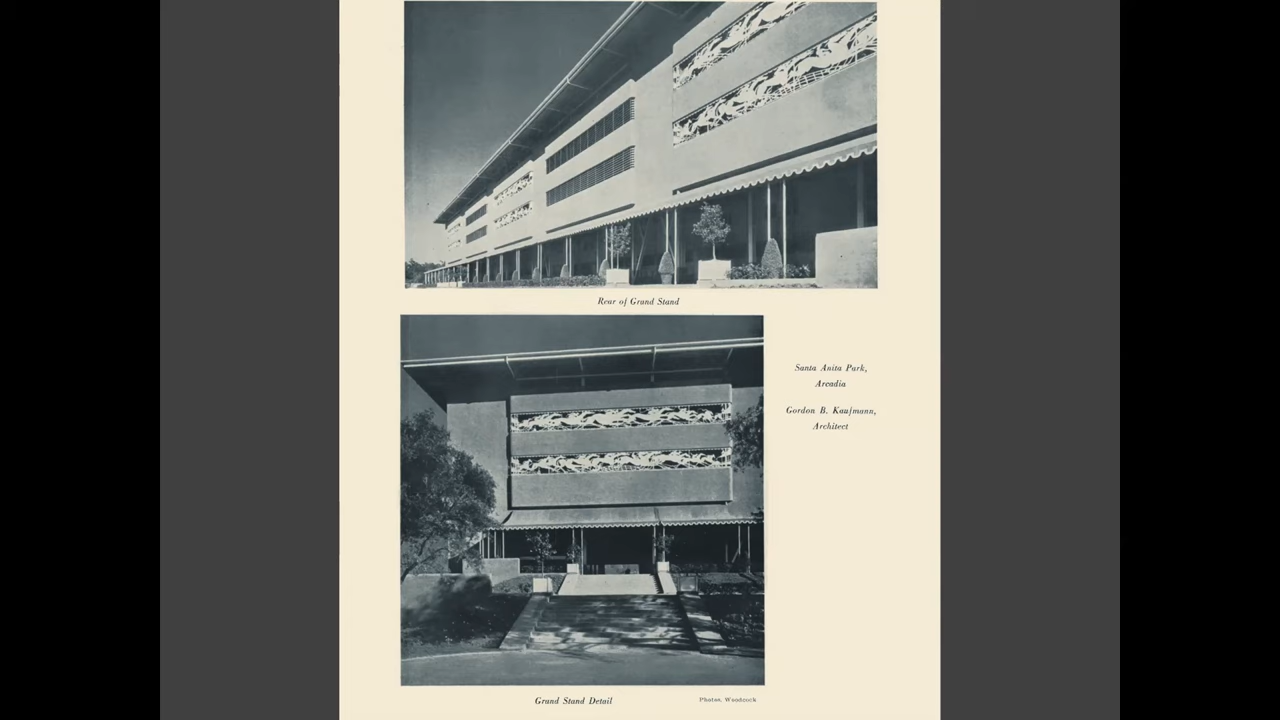 Rear of Grand Stand
Santa Anita Park,
Arcadia
Gordon B. Kaufmann,
Architect
Grand Stand Detail
Photos, Woodcock